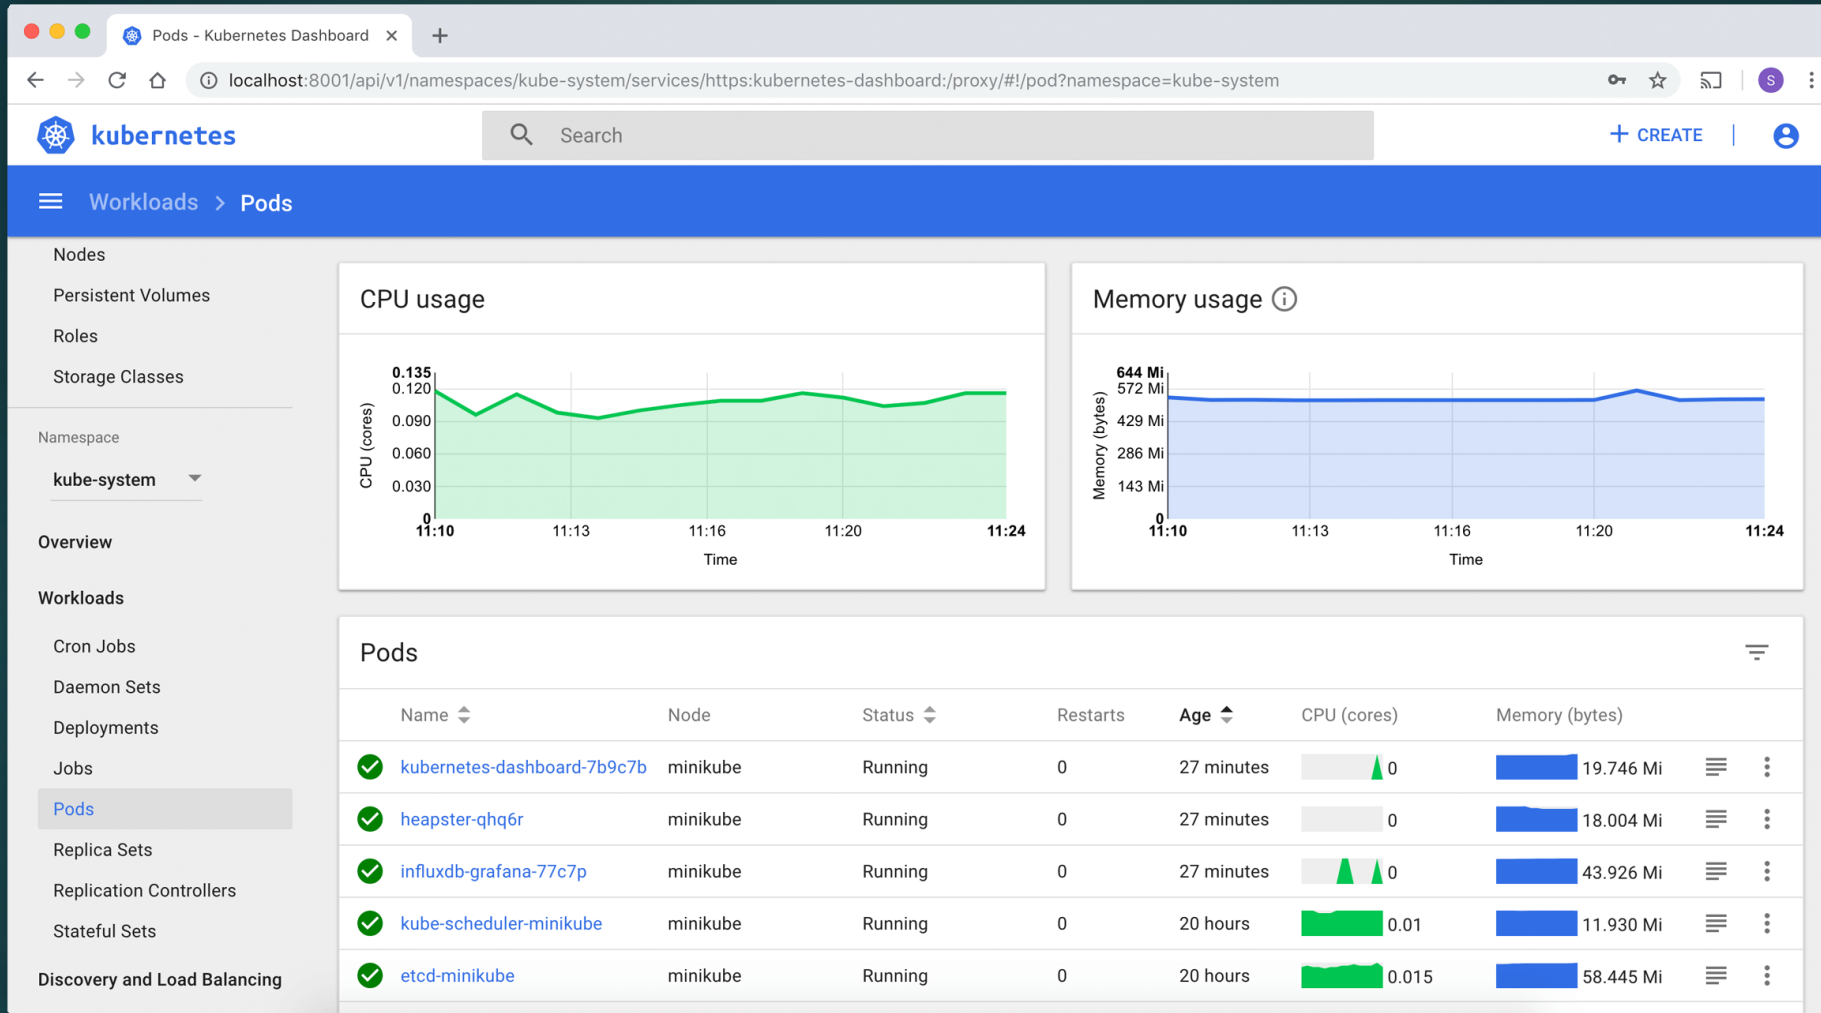 Pods - Kubernetes Dashboard
localhost:8001/api/v1/namespaces/kube-system/services/https:kubernetes-dashboard:/proxy/#!/pod?namespace=kube-system
S
kubernetes
Search
CREATE
Workloads > Pods
Nodes
Persistent Volumes
Roles
Storage Classes
Namespace
kube-system
Overview
Workloads
Cron Jobs
Daemon Sets
Deployments
Jobs
Pods
Replica Sets
Replication Controllers
Stateful Sets
Discovery and Load Balancing
CPU usage
CPU (cores)
0.135
0.120
0.090
0.060
0.030
0
11:10 11:13 11:16 11:20 11:24
Time
Memory usage
Memory (bytes)
644 Mi
572 Mi
429 Mi
286 Mi
143 Mi
0
11:10 11:13 11:16 11:20 11:24
Time
Pods
Name Node Status Restarts Age CPU (cores) Memory (bytes)
kubernetes-dashboard-7b9c7b minikube Running 0 27 minutes 0 19.746 Mi
heapster-qhq6r minikube Running 0 27 minutes 0 18.004 Mi
influxdb-grafana-77c7p minikube Running 0 27 minutes 0 43.926 Mi
kube-scheduler-minikube minikube Running 0 20 hours 0.01 11.930 Mi
etcd-minikube minikube Running 0 20 hours 0.015 58.445 Mi